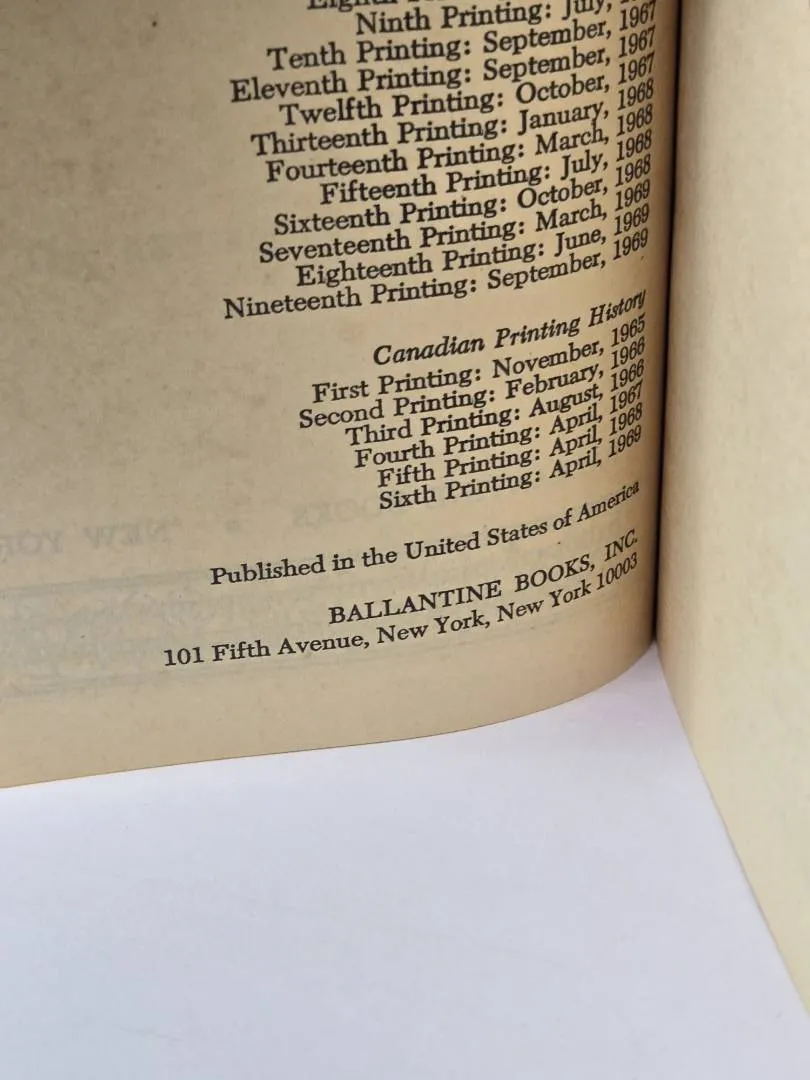 Ninth Printing: July,
Tenth Printing: September, 1967
Eleventh Printing: September, 1967
Twelfth Printing: October, 1967
Thirteenth Printing: January, 1968
Fourteenth Printing: March, 1968
Fifteenth Printing: July, 1968
Sixteenth Printing: October, 1968
Seventeenth Printing: March, 1969
Eighteenth Printing: June, 1969
Nineteenth Printing: September, 1969
Canadian Printing History
First Printing: November, 1965
Second Printing: February, 1966
Third Printing: August, 1966
Fourth Printing: April, 1967
Fifth Printing: April, 1968
Sixth Printing: April, 1969
Published in the United States of America
BALLANTINE BOOKS, INC.
101 Fifth Avenue, New York, New York 10003